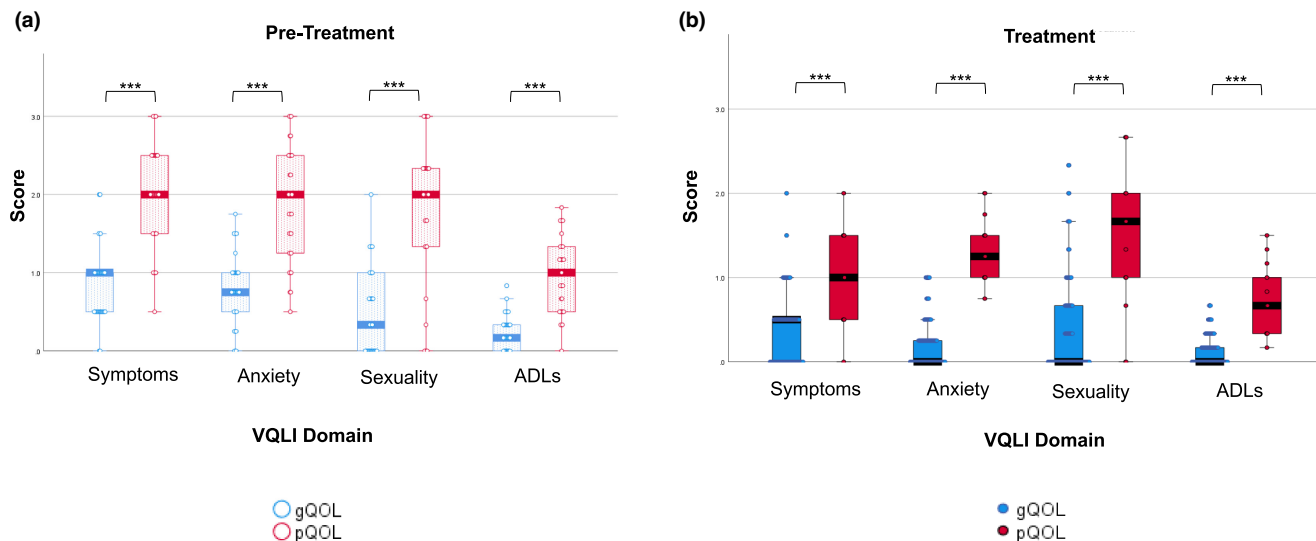 (a)
Pre-Treatment
*** *** *** ***
3.0
2.0
1.0
.0
Score
Symptoms Anxiety Sexuality ADLs
VQLI Domain
gQOL
pQOL
(b)
Treatment
*** *** *** ***
3.0
2.0
1.0
.0
Score
Symptoms Anxiety Sexuality ADLs
VQLI Domain
gQOL
pQOL